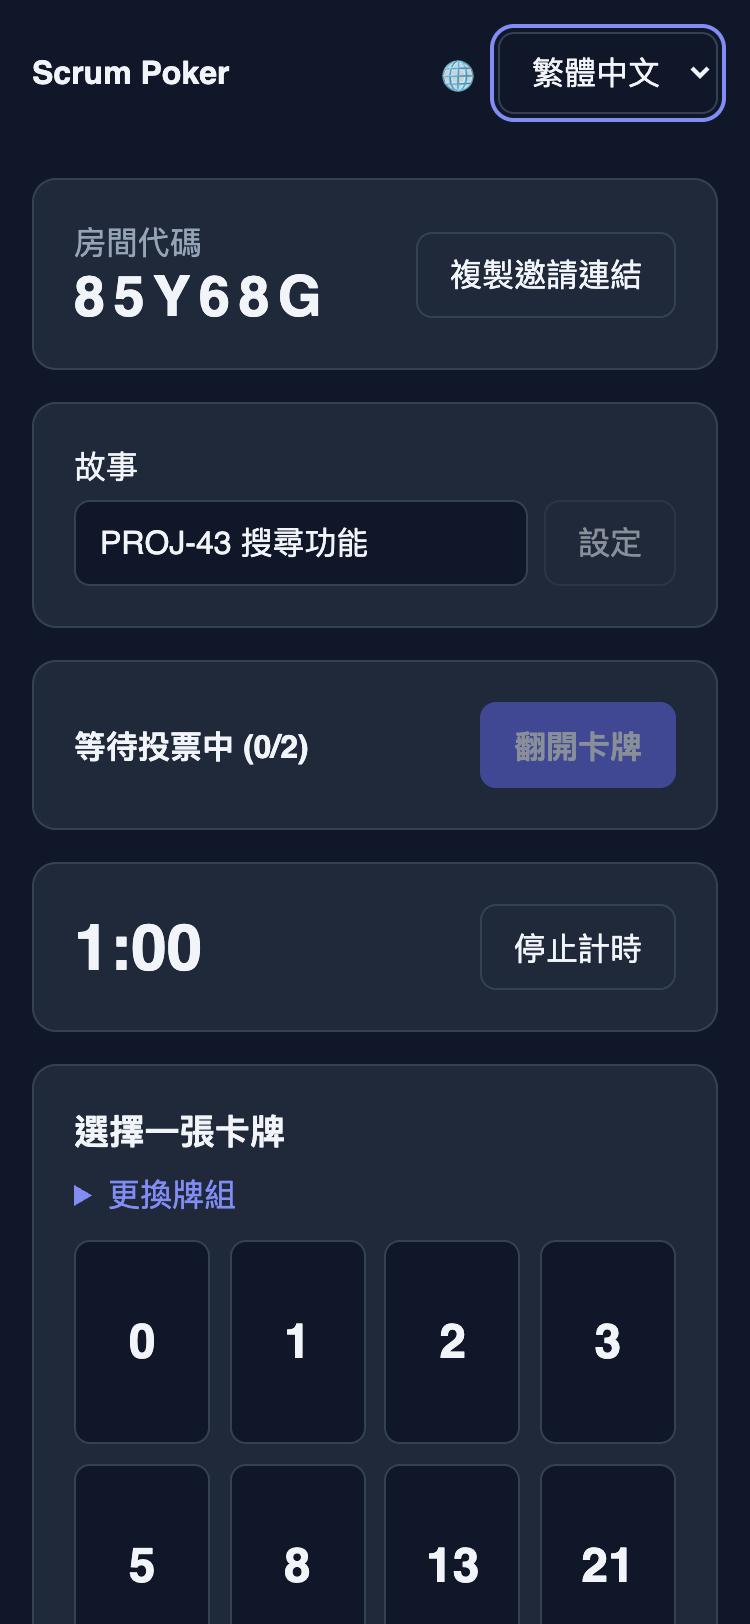 Scrum Poker
繁體中文
房間代碼
85Y68G
複製邀請連結
故事
PROJ-43 搜尋功能
設定
等待投票中 (0/2)
翻開卡牌
1:00
停止計時
選擇一張卡牌
更換牌組
0 1 2 3
5 8 13 21